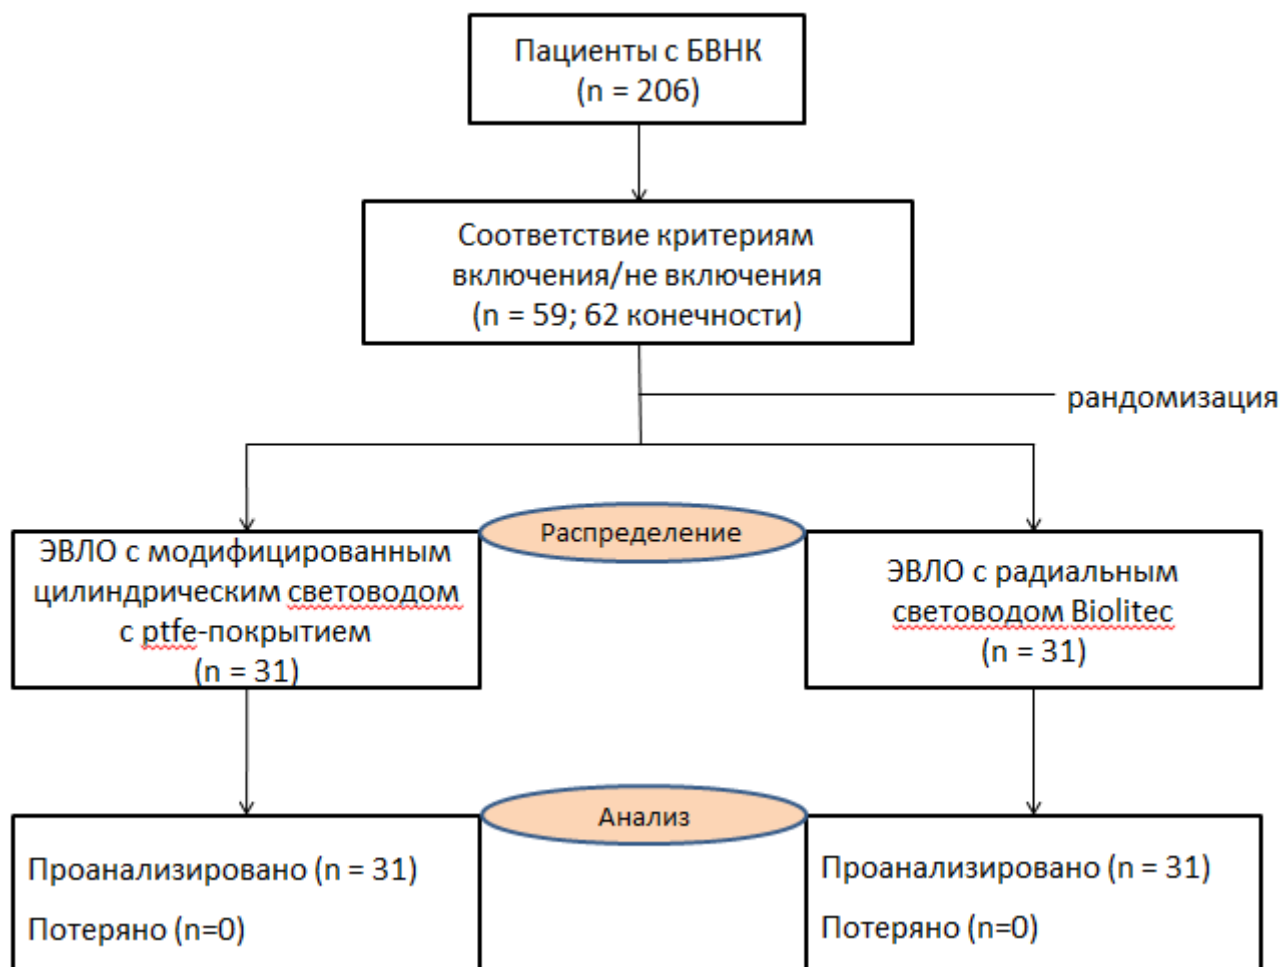 Пациенты с БВНК
(n = 206)
Соответствие критериям
включения/не включения
(n = 59; 62 конечности)
рандомизация
Распределение
ЭВЛО с модифицированным
цилиндрическим световодом
с ptfe-покрытием
(n = 31)
ЭВЛО с радиальным
световодом Biolitec
(n = 31)
Анализ
Проанализировано (n = 31)
Потеряно (n=0)
Проанализировано (n = 31)
Потеряно (n=0)